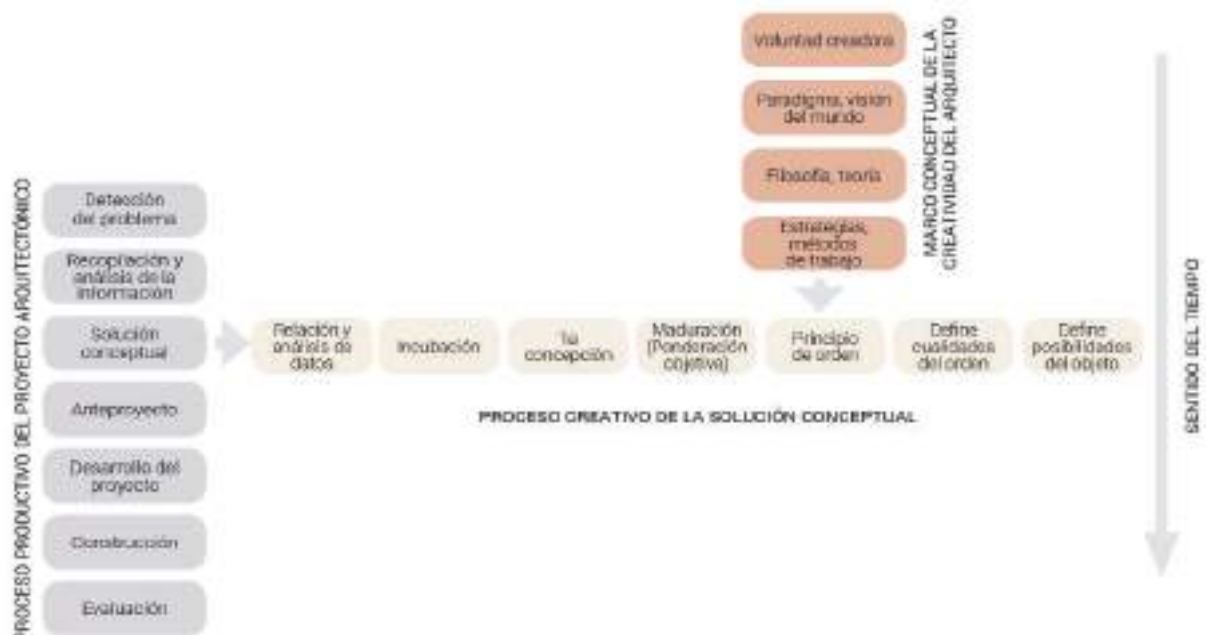 Voluntad creadora
Paradigma, visión
del mundo
Filosofía, teoría
Estrategias,
métodos
de trabajo
MARCO CONCEPTUAL DE LA
CREATIVIDAD DEL ARQUITECTO
PROCESO PRODUCTIVO DEL PROYECTO ARQUITECTÓNICO
Detección
del problema
Recopilación y
análisis de la
información
Solución
conceptual
Anteproyecto
Desarrollo del
proyecto
Construcción
Evaluación
Relación y
análisis de
datos
Incubación
1a
concepción
Maduración
(Ponderación
objetiva)
Principio
de orden
Define
cualidades
del orden
Define
posibilidades
del objeto
PROCESO CREATIVO DE LA SOLUCIÓN CONCEPTUAL
SENTIDO DEL TIEMPO